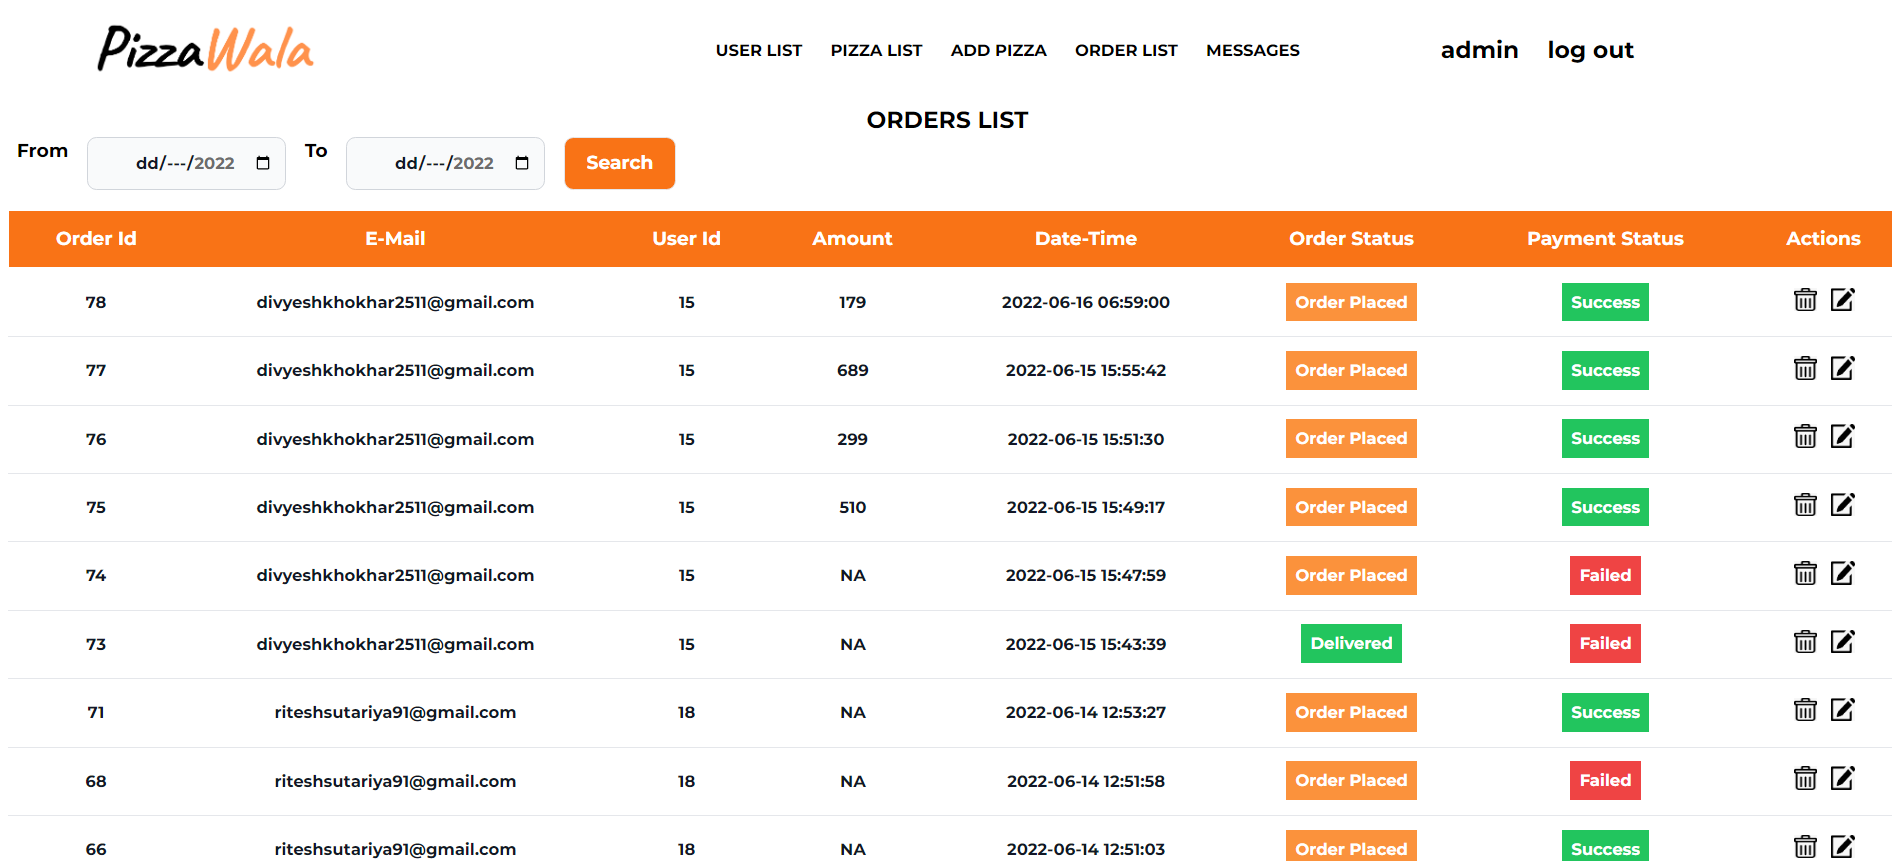 PizzaWala
USER LIST PIZZA LIST ADD PIZZA ORDER LIST MESSAGES admin log out
ORDERS LIST
From dd/---/2022 To dd/---/2022 Search
Order Id E-Mail User Id Amount Date-Time Order Status Payment Status Actions
78 divyeshkhokhar2511@gmail.com 15 179 2022-06-16 06:59:00 Order Placed Success
77 divyeshkhokhar2511@gmail.com 15 689 2022-06-15 15:55:42 Order Placed Success
76 divyeshkhokhar2511@gmail.com 15 299 2022-06-15 15:51:30 Order Placed Success
75 divyeshkhokhar2511@gmail.com 15 510 2022-06-15 15:49:17 Order Placed Success
74 divyeshkhokhar2511@gmail.com 15 NA 2022-06-15 15:47:59 Order Placed Failed
73 divyeshkhokhar2511@gmail.com 15 NA 2022-06-15 15:43:39 Delivered Failed
71 riteshsutariya91@gmail.com 18 NA 2022-06-14 12:53:27 Order Placed Success
68 riteshsutariya91@gmail.com 18 NA 2022-06-14 12:51:58 Order Placed Failed
66 riteshsutariya91@gmail.com 18 NA 2022-06-14 12:51:03 Order Placed Success